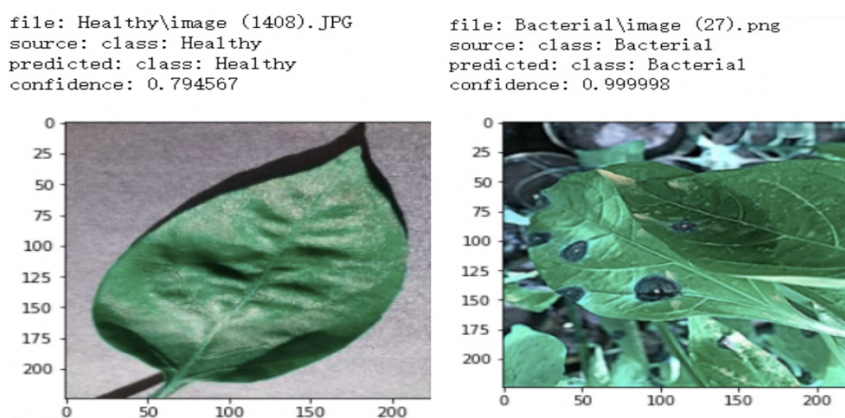 file: Healthy\image (1408).JPG
source: class: Healthy
predicted: class: Healthy
confidence: 0.794567
0
25
50
75
100
125
150
175
200
0 50 100 150 200
file: Bacterial\image (27).png
source: class: Bacterial
predicted: class: Bacterial
confidence: 0.999998
0
25
50
75
100
125
150
175
200
0 50 100 150 200